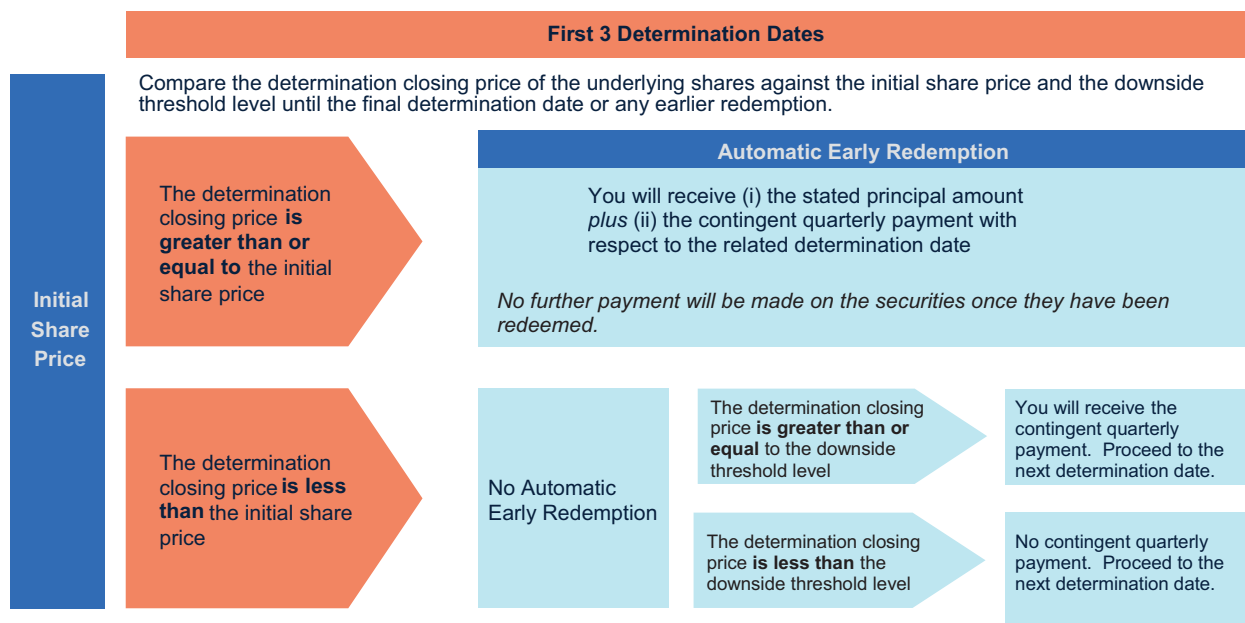 First 3 Determination Dates
Compare the determination closing price of the underlying shares against the initial share price and the downside
threshold level until the final determination date or any earlier redemption.
Initial
Share
Price
The determination
closing price is
greater than or
equal to the initial
share price
Automatic Early Redemption
You will receive (i) the stated principal amount
plus (ii) the contingent quarterly payment with
respect to the related determination date
No further payment will be made on the securities once they have been
redeemed.
The determination
closing price is less
than the initial share
price
No Automatic
Early Redemption
The determination closing
price is greater than or
equal to the downside
threshold level
You will receive the
contingent quarterly
payment.  Proceed to the
next determination date.
The determination closing
price is less than the
downside threshold level
No contingent quarterly
payment.  Proceed to the
next determination date.